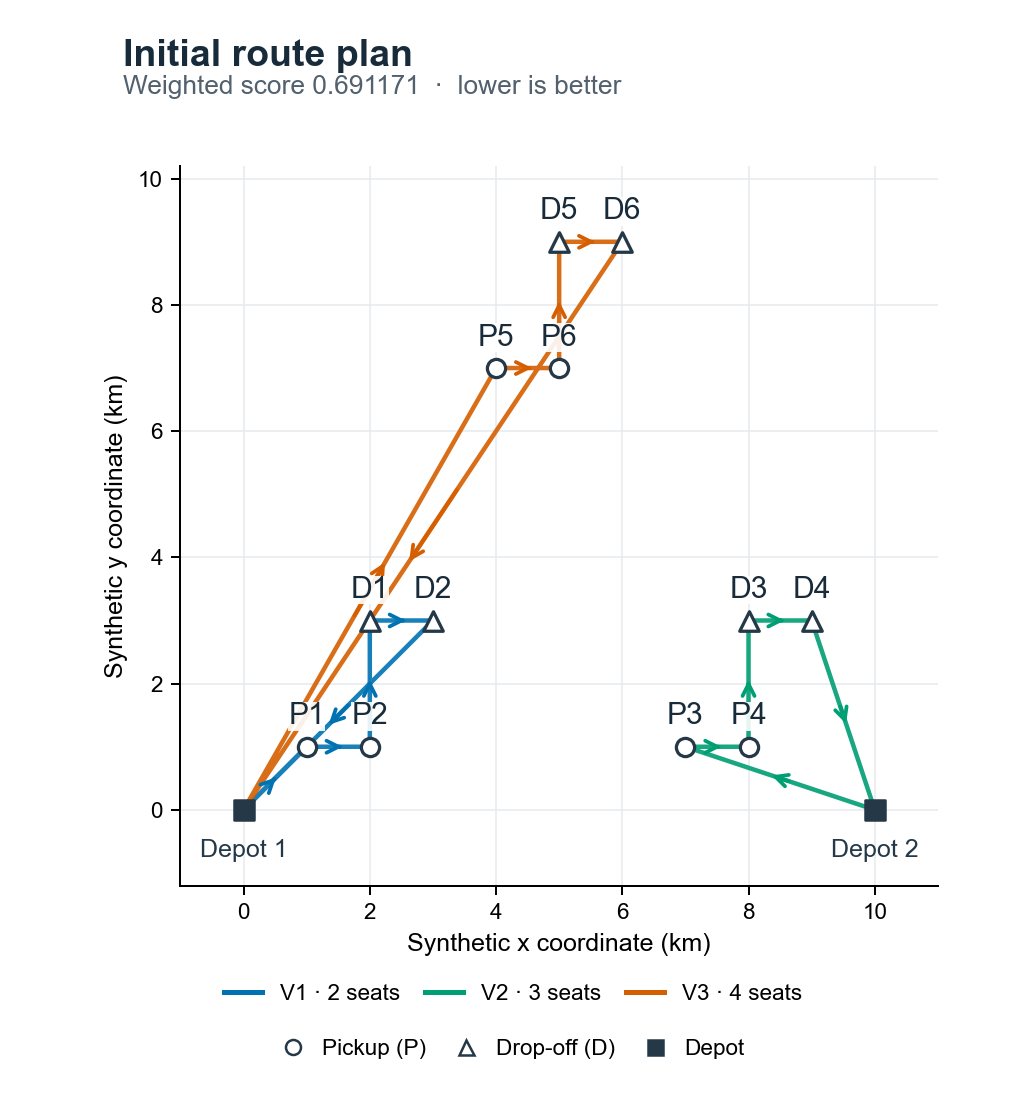 Initial route plan
Weighted score 0.691171 · lower is better
10
D5 D6
8
P5 P6
Synthetic y coordinate (km)
6
4
D1 D2 D3 D4
2
P1 P2 P3 P4
0
Depot 1 Depot 2
0 2 4 6 8 10
Synthetic x coordinate (km)
V1 · 2 seats V2 · 3 seats V3 · 4 seats
Pickup (P) Drop-off (D) Depot